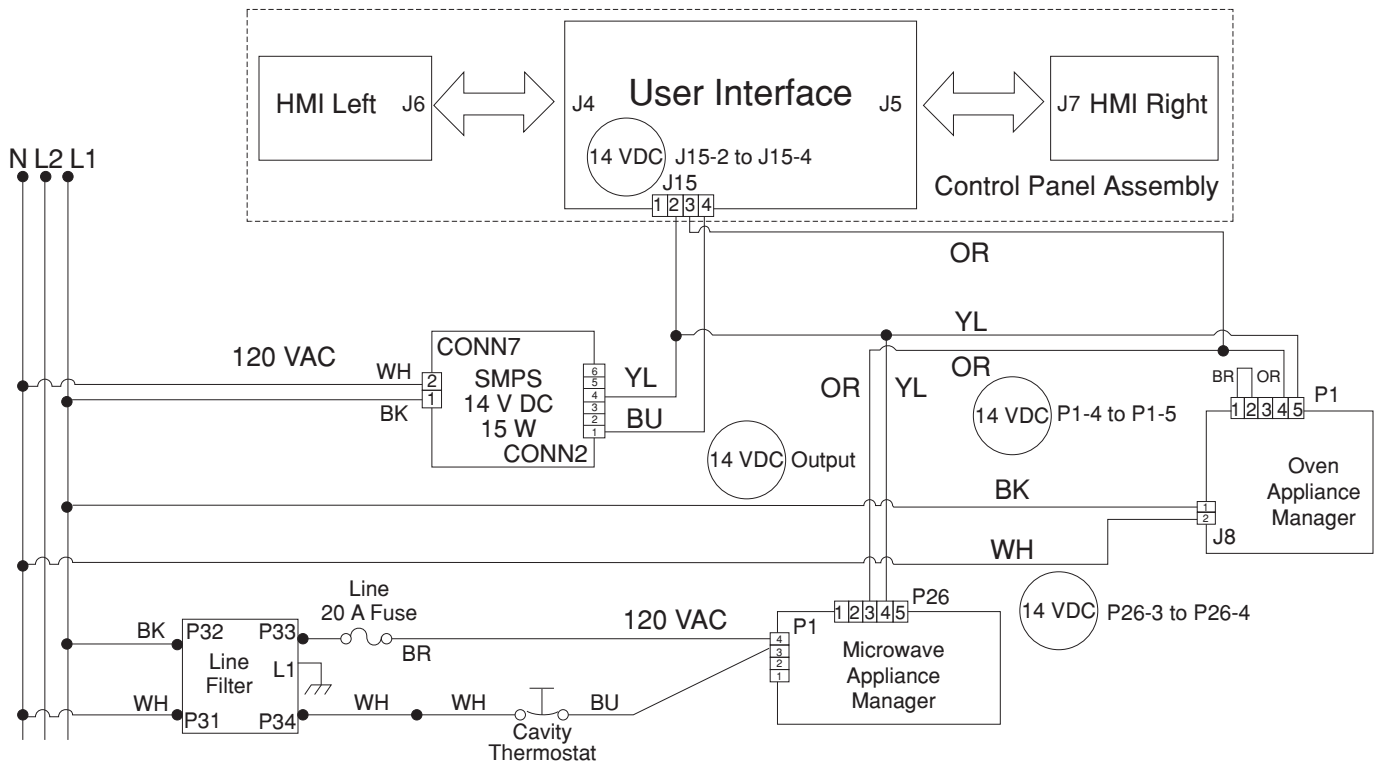 HMI Left
J6
J4
User Interface
J5
J7
HMI Right
14 VDC
J15-2 to J15-4
J15
1 2 3 4
Control Panel Assembly
N L2 L1
OR
YL
120 VAC
CONN7
WH
2
1
BK
SMPS
14 V DC
15 W
CONN2
6
5
4
3
2
1
YL
BU
OR
YL
OR
14 VDC
Output
14 VDC
P1-4 to P1-5
BR
OR
P1
1 2 3 4 5
Oven
Appliance
Manager
BK
1
2
J8
WH
14 VDC
P26-3 to P26-4
Line
20 A Fuse
120 VAC
BK
P32
P33
BR
Line
Filter
L1
WH
P31
P34
WH
WH
BU
Cavity
Thermostat
P26
1 2 3 4 5
P1
4
3
2
1
Microwave
Appliance
Manager